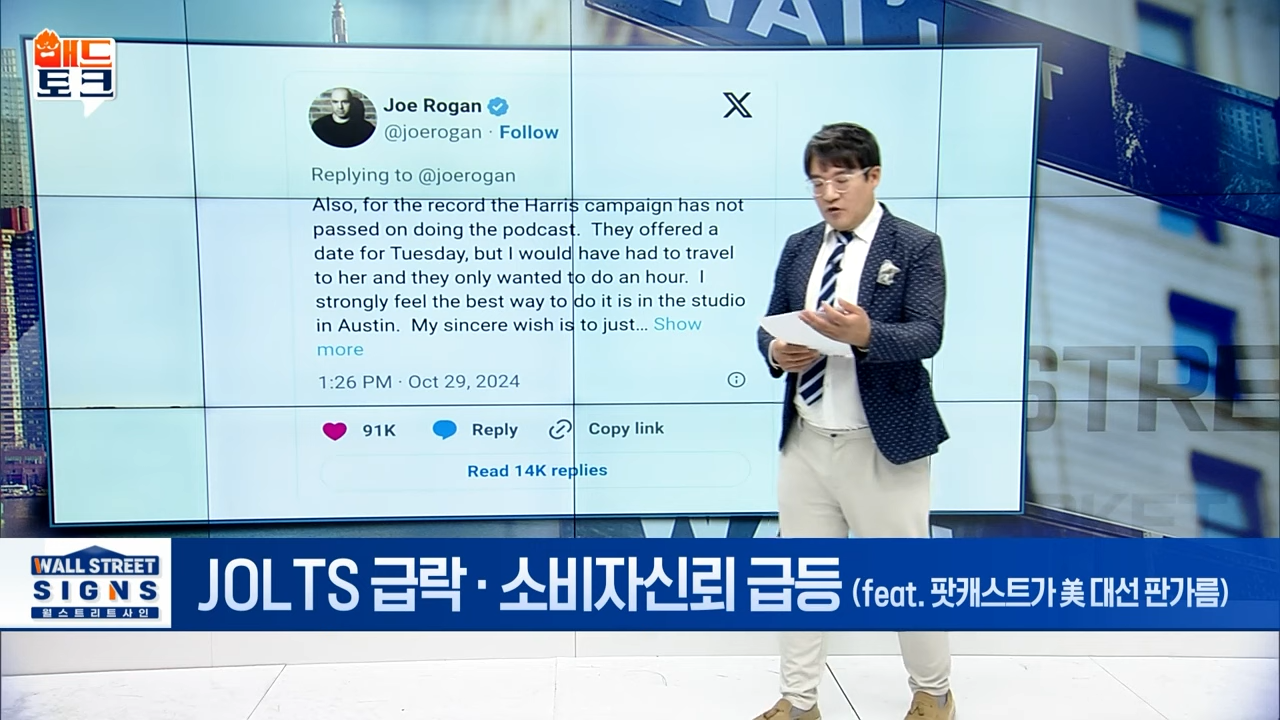 매드
토크
WALL
T
Joe Rogan
@joerogan · Follow
Replying to @joerogan
Also, for the record the Harris campaign has not
passed on doing the podcast. They offered a
date for Tuesday, but I would have had to travel
to her and they only wanted to do an hour. I
strongly feel the best way to do it is in the studio
in Austin. My sincere wish is to just... Show
more
1:26 PM · Oct 29, 2024
91K Reply Copy link
Read 14K replies
STRE
WALL STREET
SIGNS
월스트리트사인
JOLTS 급락 · 소비자신뢰 급등 (feat. 팟캐스트가 美 대선 판가름)